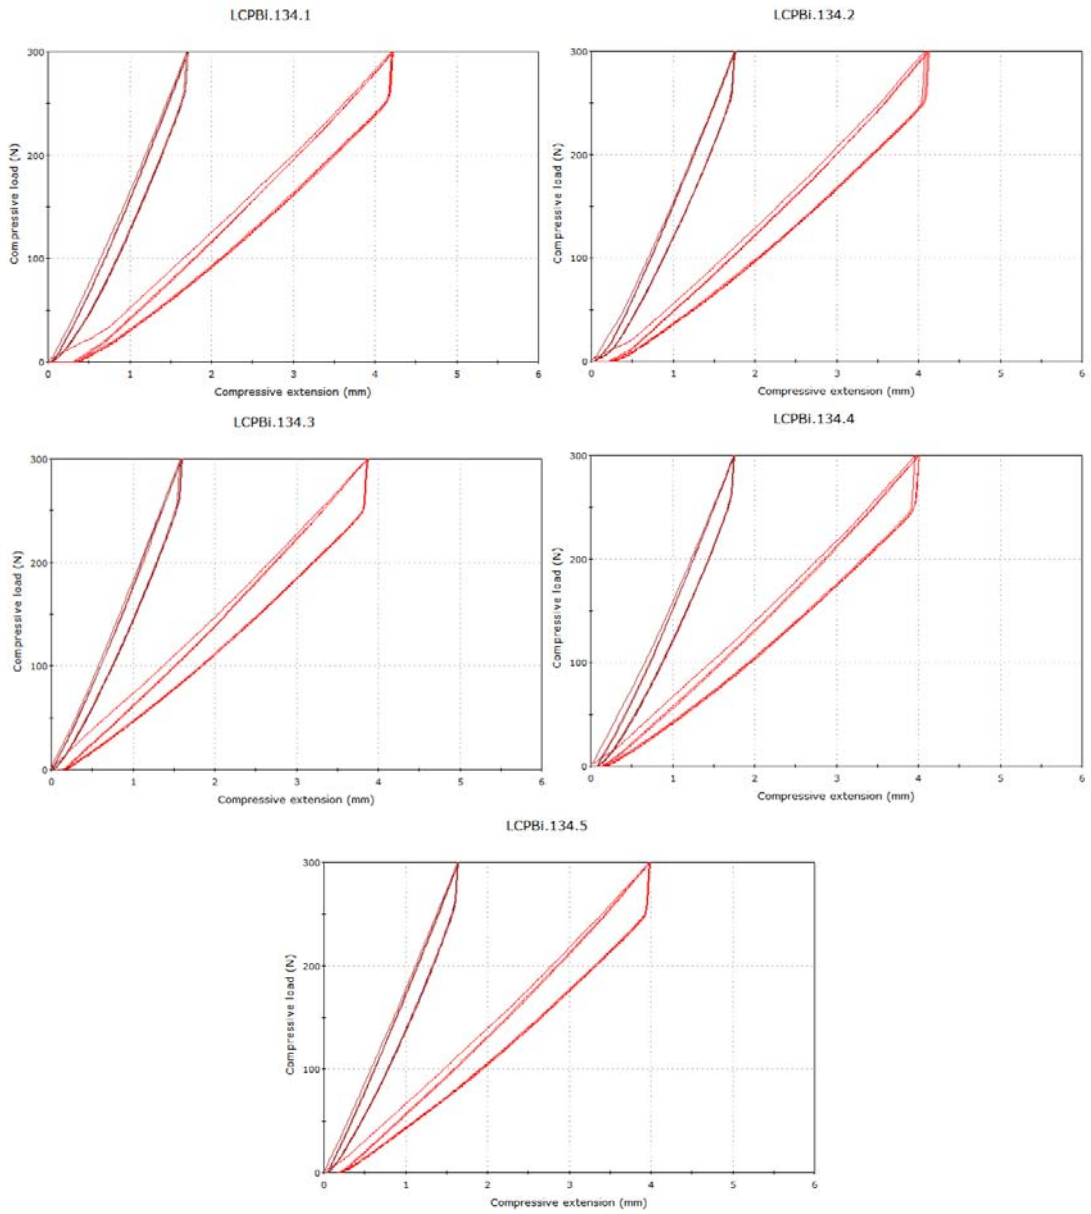 LCPBi.134.1
300
200
100
0
Compressive load (N)
0 1 2 3 4 5 6
Compressive extension (mm)
LCPBi.134.2
300
200
100
0
Compressive load (N)
0 1 2 3 4 5 6
Compressive extension (mm)
LCPBi.134.3
300
200
100
0
Compressive load (N)
0 1 2 3 4 5 6
Compressive extension (mm)
LCPBi.134.4
300
200
100
0
Compressive load (N)
0 1 2 3 4 5 6
Compressive extension (mm)
LCPBi.134.5
300
200
100
0
Compressive load (N)
0 1 2 3 4 5 6
Compressive extension (mm)